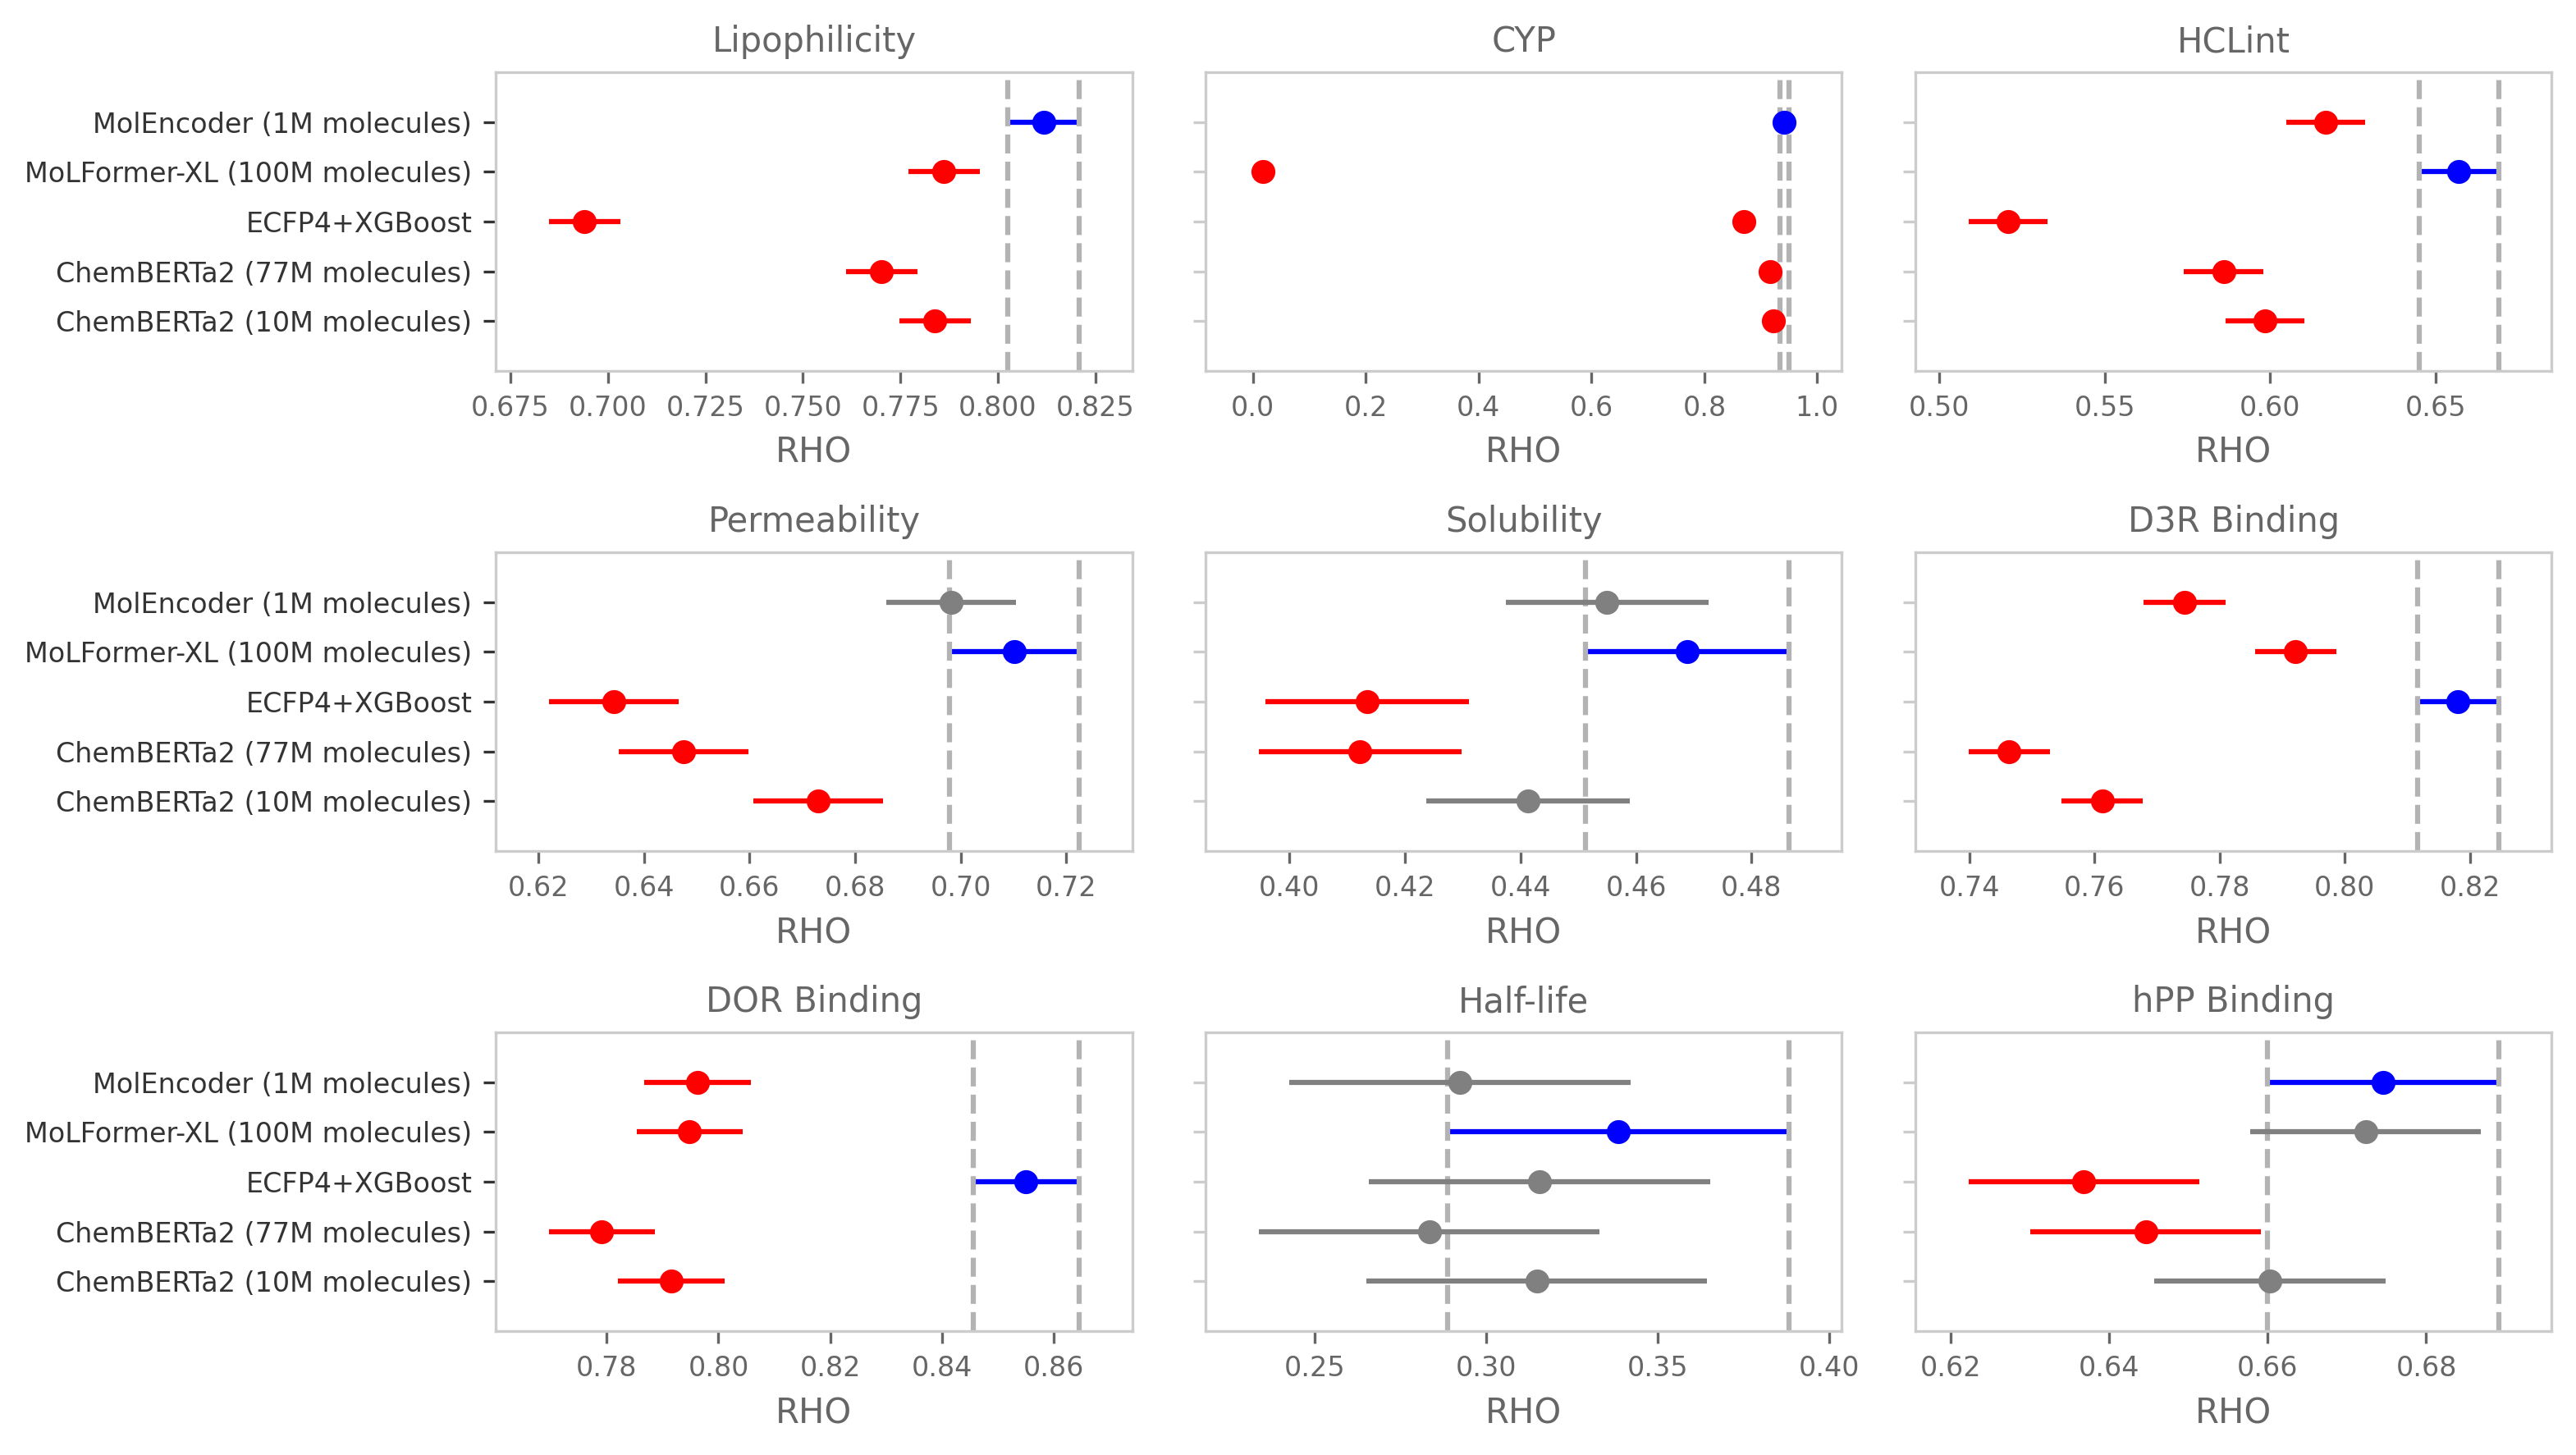 Lipophilicity
MolEncoder (1M molecules)
MoLFormer-XL (100M molecules)
ECFP4+XGBoost
ChemBERTa2 (77M molecules)
ChemBERTa2 (10M molecules)
0.675 0.700 0.725 0.750 0.775 0.800 0.825
RHO
CYP
0.0 0.2 0.4 0.6 0.8 1.0
RHO
HCLint
0.50 0.55 0.60 0.65
RHO
Permeability
MolEncoder (1M molecules)
MoLFormer-XL (100M molecules)
ECFP4+XGBoost
ChemBERTa2 (77M molecules)
ChemBERTa2 (10M molecules)
0.62 0.64 0.66 0.68 0.70 0.72
RHO
Solubility
0.40 0.42 0.44 0.46 0.48
RHO
D3R Binding
0.74 0.76 0.78 0.80 0.82
RHO
DOR Binding
MolEncoder (1M molecules)
MoLFormer-XL (100M molecules)
ECFP4+XGBoost
ChemBERTa2 (77M molecules)
ChemBERTa2 (10M molecules)
0.78 0.80 0.82 0.84 0.86
RHO
Half-life
0.25 0.30 0.35 0.40
RHO
hPP Binding
0.62 0.64 0.66 0.68
RHO